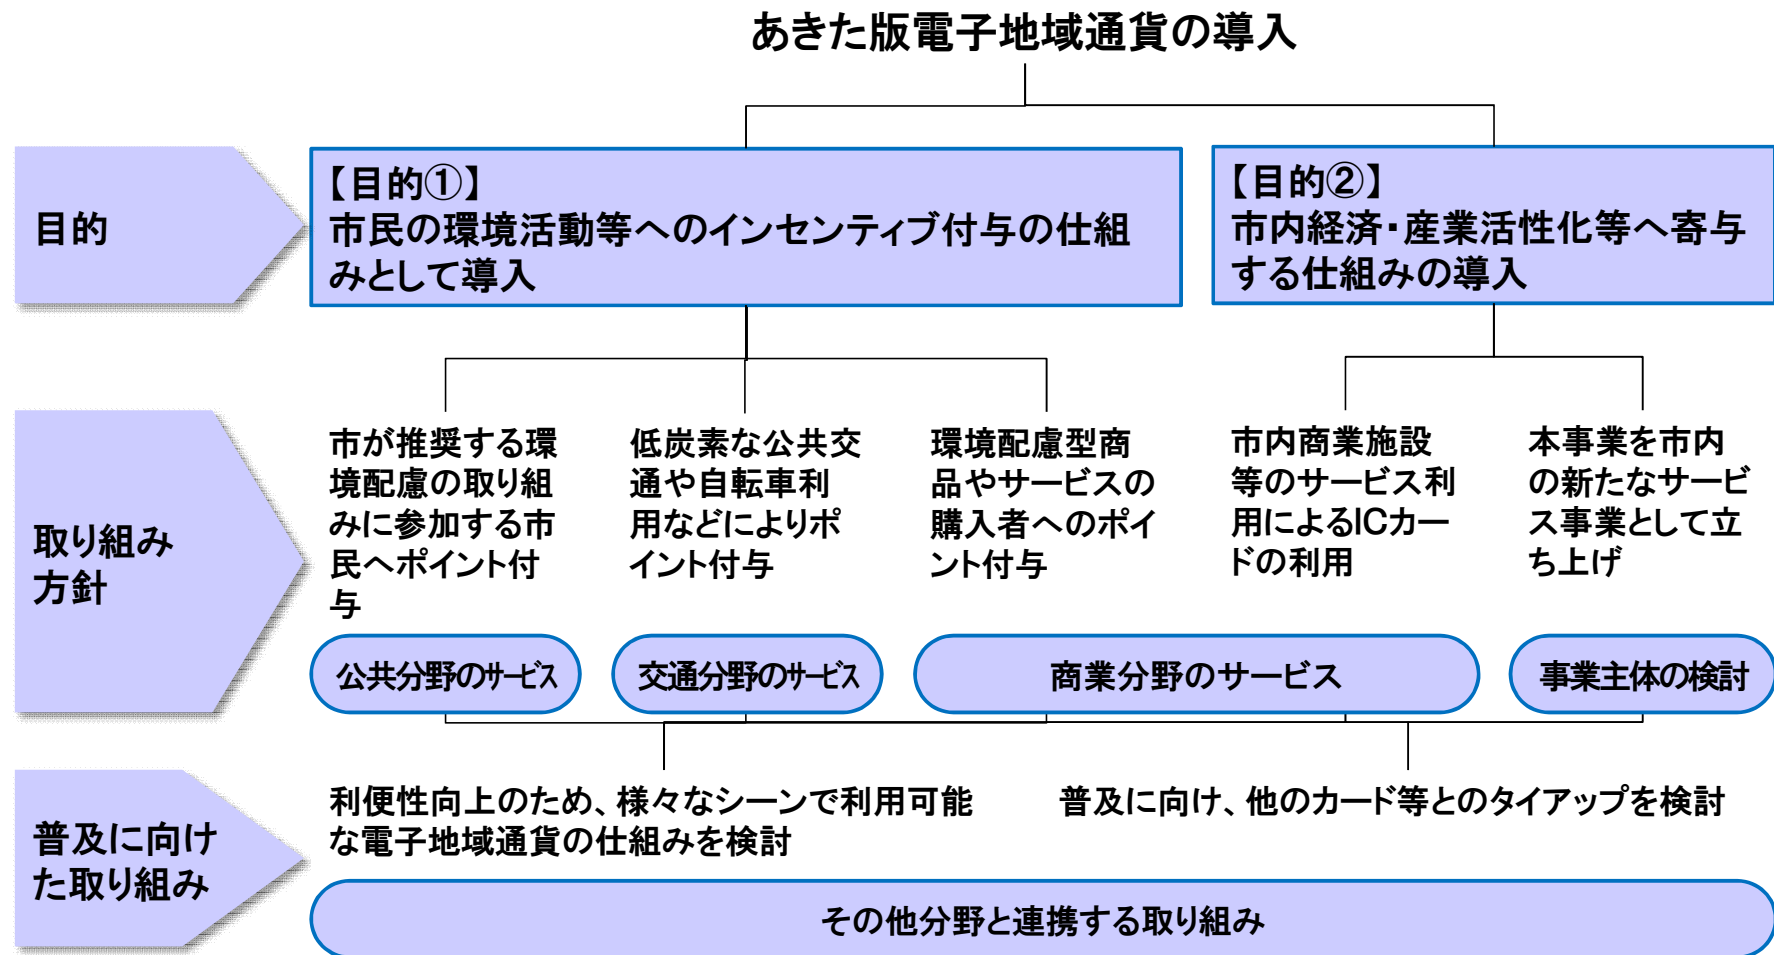 あきた版電子地域通貨の導入
目的
【目的①】
市民の環境活動等へのインセンティブ付与の仕組
みとして導入
【目的②】
市内経済・産業活性化等へ寄与
する仕組みの導入
取り組み
方針
市が推奨する環
境配慮の取り組
みに参加する市
民へポイント付
与
低炭素な公共交
通や自転車利
用などによりポ
イント付与
環境配慮型商
品やサービスの
購入者へのポイ
ント付与
市内商業施設
等のサービス利
用によるICカー
ドの利用
本事業を市内
の新たなサービ
ス事業として立
ち上げ
公共分野のサービス
交通分野のサービス
商業分野のサービス
事業主体の検討
普及に向け
た取り組み
利便性向上のため、様々なシーンで利用可能
な電子地域通貨の仕組みを検討
普及に向け、他のカード等とのタイアップを検討
その他分野と連携する取り組み